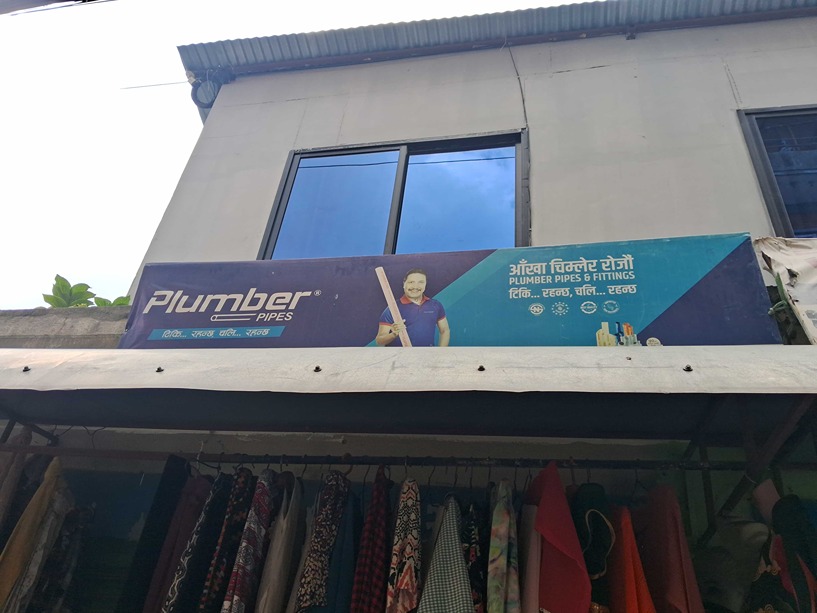 Plumber®
PIPES
टिकि... रहन्छ, चलि... रहन्छ
आँखा चिम्लेर रोजौं
PLUMBER PIPES & FITTINGS
टिकि... रहन्छ, चलि... रहन्छ